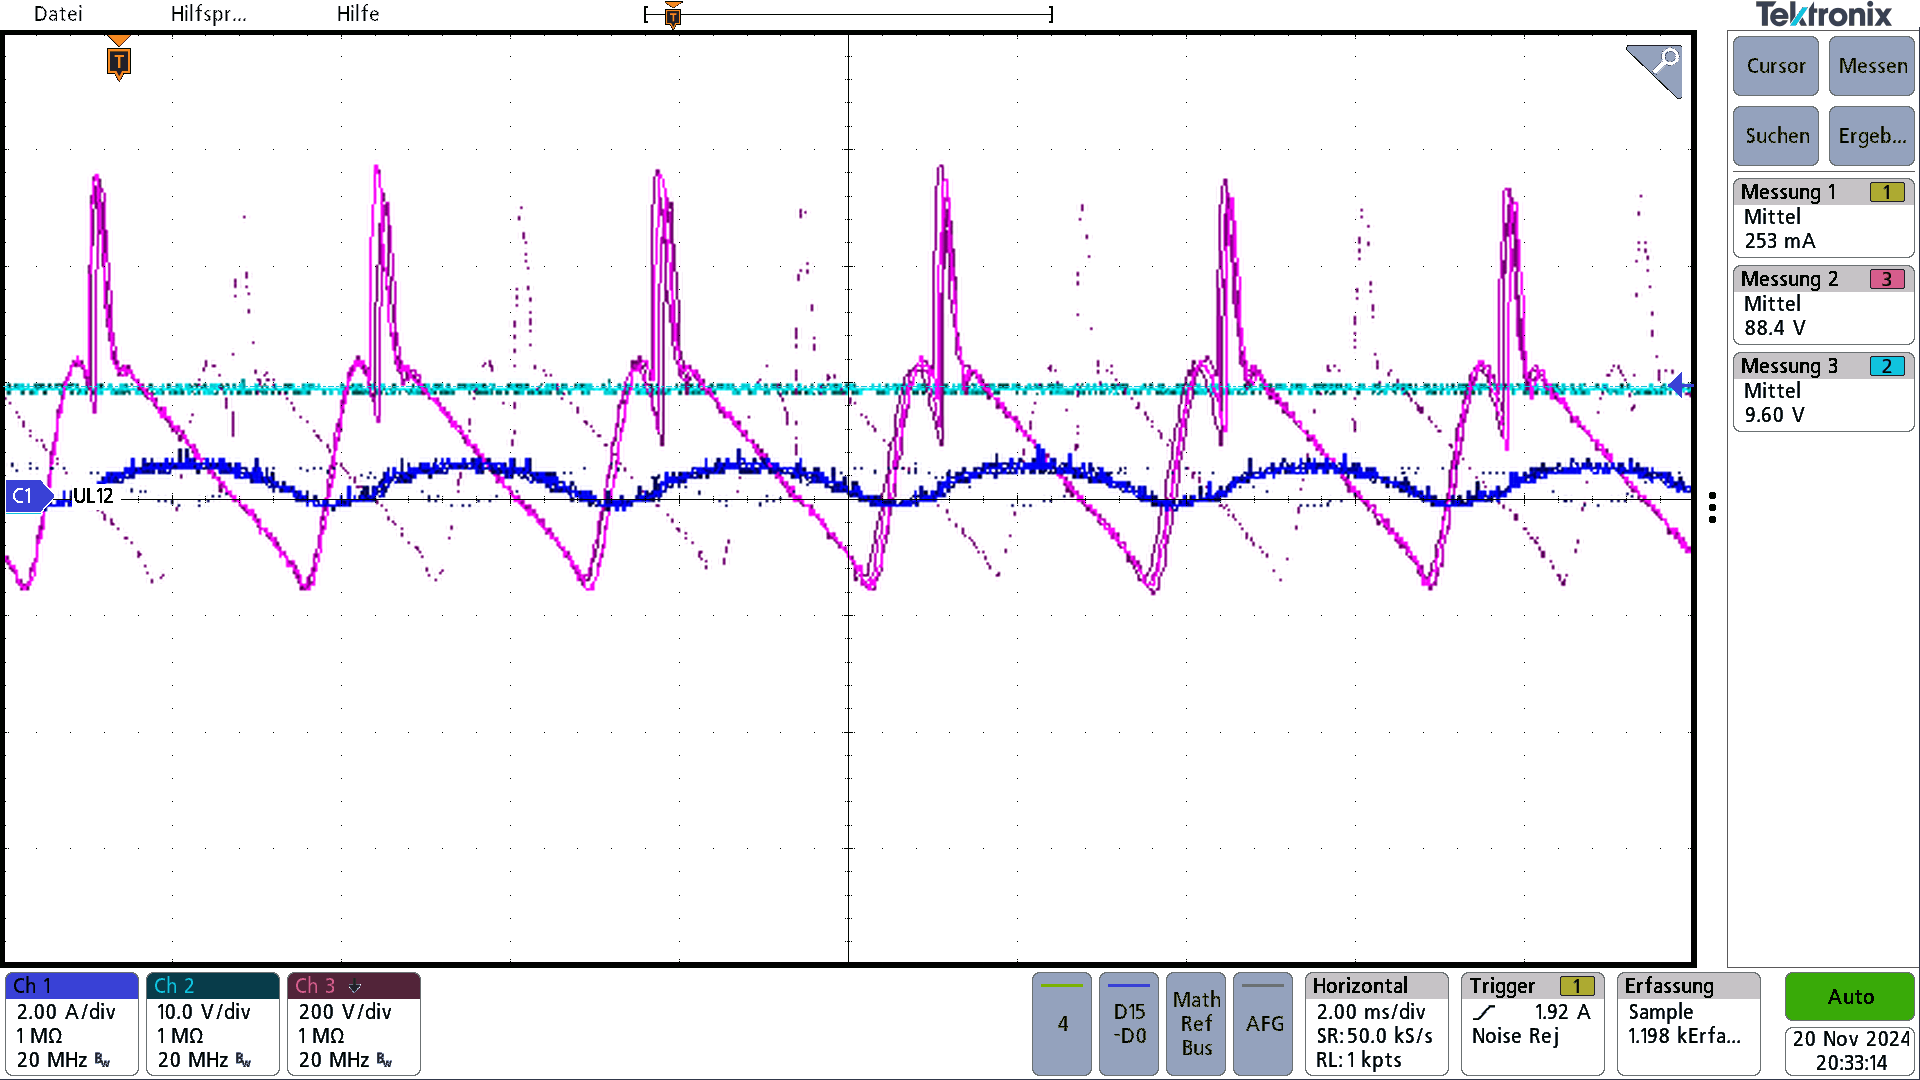 Datei Hilfspr... Hilfe
T
T
Tektronix
Cursor Messen
Suchen Ergeb...
Messung 1 1
Mittel
253 mA
Messung 2 3
Mittel
88.4 V
Messung 3 2
Mittel
9.60 V
C1 UL12
Ch 1
2.00 A/div
1 MΩ
20 MHz Bw
Ch 2
10.0 V/div
1 MΩ
20 MHz Bw
Ch 3
200 V/div
1 MΩ
20 MHz Bw
4
D15
-D0
Math
Ref
Bus
AFG
Horizontal
2.00 ms/div
SR:50.0 kS/s
RL:1 kpts
Trigger 1
1.92 A
Noise Rej
Erfassung
Sample
1.198 kErfa...
Auto
20 Nov 2024
20:33:14